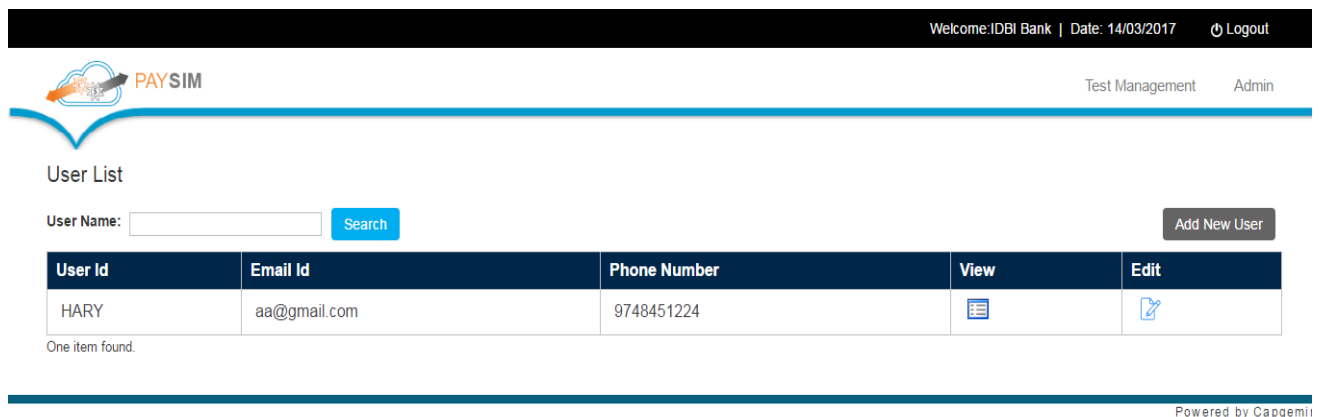 Welcome:IDBI Bank | Date: 14/03/2017 Logout
PAYSIM
Test Management Admin
User List
User Name: Search Add New User
User Id Email Id Phone Number View Edit
HARY aa@gmail.com 9748451224
One item found.
Powered by